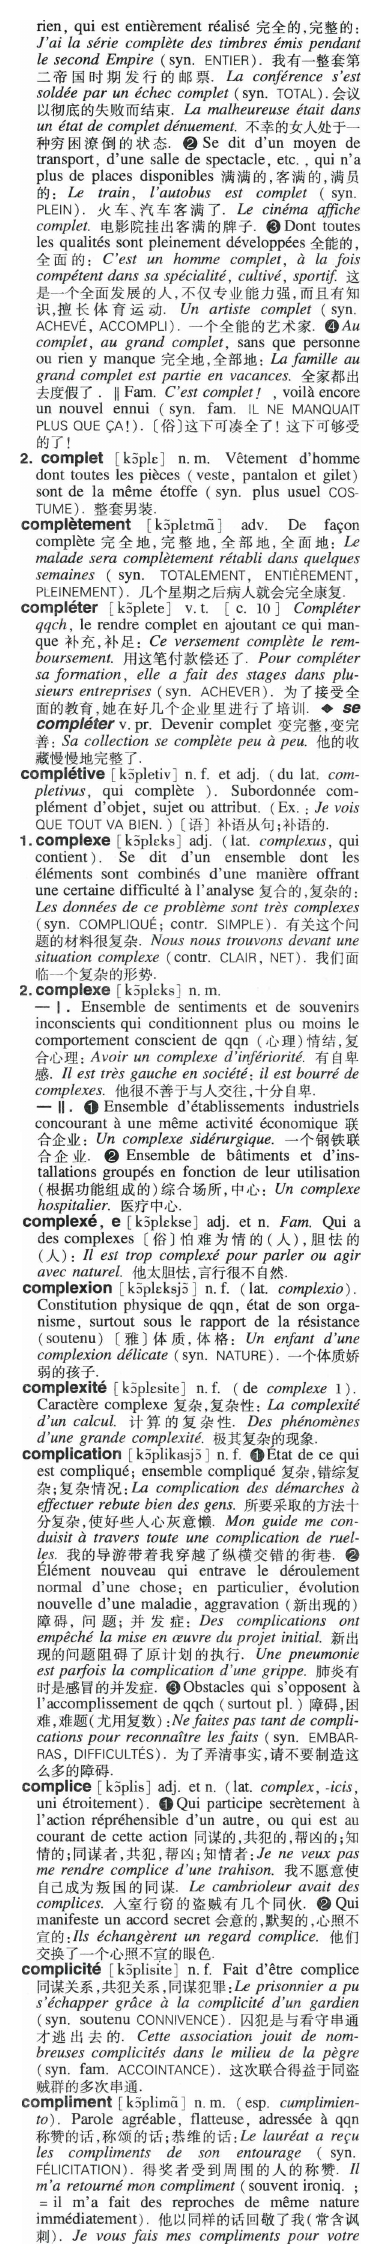 rien, qui est entièrement réalisé 完全的,完整的:
J'ai la série complète des timbres émis pendant
le second Empire (syn. ENTIER). 我有一整套第
二帝国时期发行的邮票. La conférence s'est
soldée par un échec complet (syn. TOTAL).会议
以彻底的失败而结束. La malheureuse était dans
un état de complet dénuement. 不幸的女人处于一
种穷困潦倒的状态. ❷ Se dit d'un moyen de
transport, d'une salle de spectacle, etc., qui n'a
plus de places disponibles 满满的,客满的,满员
的: Le train, l'autobus est complet (syn.
PLEIN). 火车、汽车客满了. Le cinéma affiche
complet. 电影院挂出客满的牌子. ❸ Dont toutes
les qualités sont pleinement développées 全能的,
全面的: C'est un homme complet, à la fois
compétent dans sa spécialité, cultivé, sportif. 这
是一个全面发展的人,不仅专业能力强,而且有知
识,擅长体育运动. Un artiste complet (syn.
ACHEVÉ, ACCOMPLI). 一个全能的艺术家. ❹ Au
complet, au grand complet, sans que personne
ou rien y manque 完全地,全部地: La famille au
grand complet est partie en vacances. 全家都出
去度假了. ‖ Fam. C'est complet!, voilà encore
un nouvel ennui (syn. fam. IL NE MANQUAIT
PLUS QUE ÇA!). 〔俗〕这下可凑全了! 这下可够受
的了!
2. complet [kɔ̃plɛ] n. m. Vêtement d'homme
dont toutes les pièces (veste, pantalon et gilet)
sont de la même étoffe (syn. plus usuel COS-
TUME). 整套男装.
complètement [kɔ̃plɛtmɑ̃] adv. De façon
complète 完全地,完整地,全部地,全面地: Le
malade sera complètement rétabli dans quelques
semaines (syn. TOTALEMENT, ENTIÈREMENT,
PLEINEMENT). 几个星期之后病人就会完全康复.
compléter [kɔ̃plete] v. t. [c. 10] Compléter
qqch, le rendre complet en ajoutant ce qui man-
que 补充,补足: Ce versement complète le rem-
boursement. 用这笔付款偿还了. Pour compléter
sa formation, elle a fait des stages dans plu-
sieurs entreprises (syn. ACHEVER). 为了接受全
面的教育,她在好几个企业里进行了培训. ◆ se
compléter v. pr. Devenir complet 变完整,变完
善: Sa collection se complète peu à peu. 他的收
藏慢慢地完整了.
complétive [kɔ̃pletiv] n. f. et adj. (du lat. com-
pletivus, qui complète). Subordonnée com-
plément d'objet, sujet ou attribut. (Ex.: Je vois
QUE TOUT VA BIEN.) 〔语〕补语从句;补语的.
1. complexe [kɔ̃plɛks] adj. (lat. complexus, qui
contient). Se dit d'un ensemble dont les
éléments sont combinés d'une manière offrant
une certaine difficulté à l'analyse 复合的,复杂的:
Les données de ce problème sont très complexes
(syn. COMPLIQUÉ; contr. SIMPLE). 有关这个问
题的材料很复杂. Nous nous trouvons devant une
situation complexe (contr. CLAIR, NET). 我们面
临一个复杂的形势.
2. complexe [kɔ̃plɛks] n. m.
— I. Ensemble de sentiments et de souvenirs
inconscients qui conditionnent plus ou moins le
comportement conscient de qqn (心理)情结,复
合心理: Avoir un complexe d'infériorité. 有自卑
感. Il est très gauche en société: il est bourré de
complexes. 他很不善于与人交往,十分自卑.
— II. ❶ Ensemble d'établissements industriels
concourant à une même activité économique 联
合企业: Un complexe sidérurgique. 一个钢铁联
合企业. ❷ Ensemble de bâtiments et d'ins-
tallations groupés en fonction de leur utilisation
(根据功能组成的)综合场所,中心: Un complexe
hospitalier. 医疗中心.
complexé, e [kɔ̃plɛkse] adj. et n. Fam. Qui a
des complexes 〔俗〕怕难为情的(人),胆怯的
(人): Il est trop complexé pour parler ou agir
avec naturel. 他太胆怯,言行很不自然.
complexion [kɔ̃plɛksjɔ̃] n. f. (lat. complexio).
Constitution physique de qqn, état de son orga-
nisme, surtout sous le rapport de la résistance
(soutenu) 〔雅〕体质,体格: Un enfant d'une
complexion délicate (syn. NATURE). 一个体质娇
弱的孩子.
complexité [kɔ̃plɛsite] n. f. (de complexe 1).
Caractère complexe 复杂,复杂性: La complexité
d'un calcul. 计算的复杂性. Des phénomènes
d'une grande complexité. 极其复杂的现象.
complication [kɔ̃plikasjɔ̃] n. f. ❶ État de ce qui
est compliqué; ensemble compliqué 复杂,错综复
杂;复杂情况: La complication des démarches à
effectuer rebute bien des gens. 所要采取的方法十
分复杂,使好些人心灰意懒. Mon guide me con-
duisit à travers toute une complication de ruel-
les. 我的导游带着我穿越了纵横交错的街巷. ❷
Élément nouveau qui entrave le déroulement
normal d'une chose; en particulier, évolution
nouvelle d'une maladie, aggravation (新出现的)
障碍, 问题; 并发症: Des complications ont
empêché la mise en œuvre du projet initial. 新出
现的问题阻碍了原计划的执行. Une pneumonie
est parfois la complication d'une grippe. 肺炎有
时是感冒的并发症. ❸ Obstacles qui s'opposent à
l'accomplissement de qqch (surtout pl.) 障碍,困
难,难题(尤用复数):Ne faites pas tant de compli-
cations pour reconnaître les faits (syn. EMBAR-
RAS, DIFFICULTÉS). 为了弄清事实,请不要制造这
么多的障碍.
complice [kɔ̃plis] adj. et n. (lat. complex, -icis,
uni étroitement). ❶ Qui participe secrètement à
l'action répréhensible d'un autre, ou qui est au
courant de cette action 同谋的,共犯的,帮凶的;知
情的;同谋者,共犯,帮凶;知情者: Je ne veux pas
me rendre complice d'une trahison. 我不愿意使
自己成为叛国的同谋. Le cambrioleur avait des
complices. 入室行窃的盗贼有几个同伙. ❷ Qui
manifeste un accord secret 会意的,默契的,心照不
宣的:Ils échangèrent un regard complice. 他们
交换了一个心照不宣的眼色.
complicité [kɔ̃plisite] n. f. Fait d'être complice
同谋关系,共犯关系,同谋犯罪:Le prisonnier a pu
s'échapper grâce à la complicité d'un gardien
(syn. soutenu CONNIVENCE). 囚犯是与看守串通
才逃出去的. Cette association jouit de nom-
breuses complicités dans le milieu de la pègre
(syn. fam. ACCOINTANCE). 这次联合得益于同盗
贼群的多次串通.
compliment [kɔ̃plimɑ̃] n. m. (esp. cumplimien-
to). Parole agréable, flatteuse, adressée à qqn
称赞的话,称颂的话;恭维的话:Le lauréat a reçu
les compliments de son entourage (syn.
FÉLICITATION). 得奖者受到周围的人的称赞. Il
m'a retourné mon compliment (souvent ironiq.;
= il m'a fait des reproches de même nature
immédiatement). 他以同样的话回敬了我(常含讽
刺). Je vous fais mes compliments pour votre